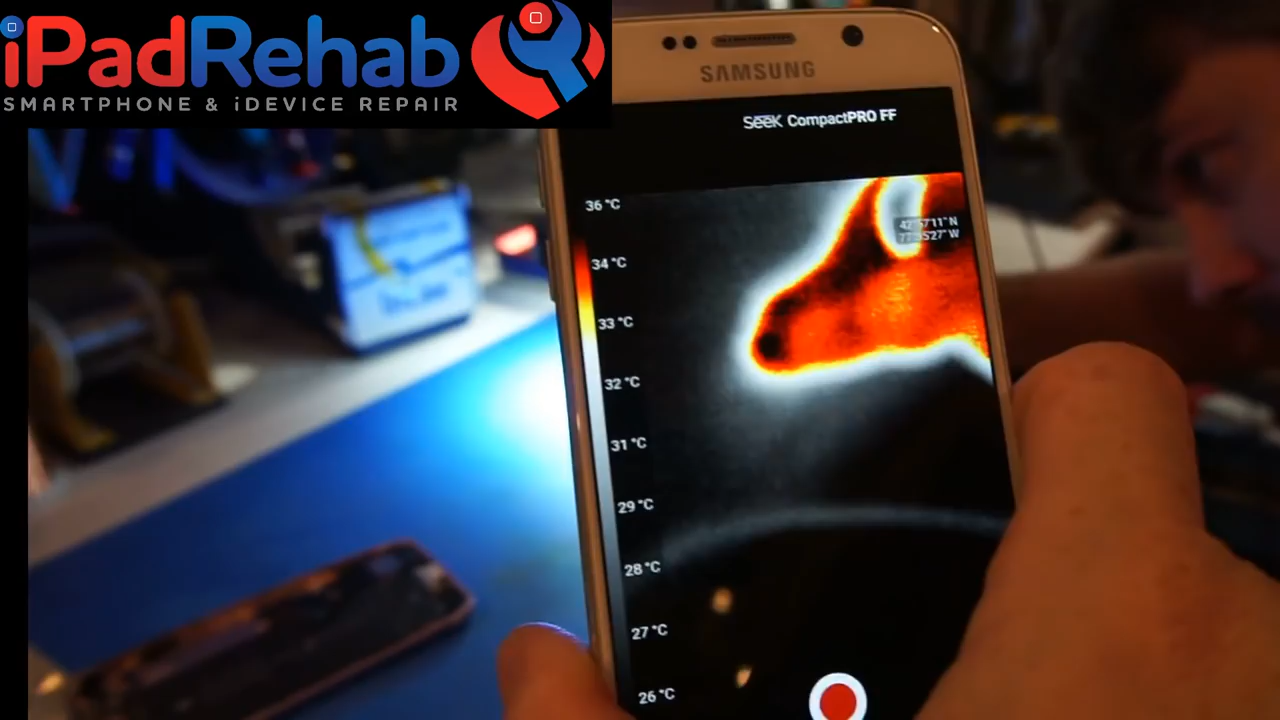 iPadRehab
SMARTPHONE & iDEVICE REPAIR
SAMSUNG
Seek CompactPRO FF
36 °C
34 °C
33 °C
32 °C
31 °C
29 °C
28 °C
27 °C
26 °C